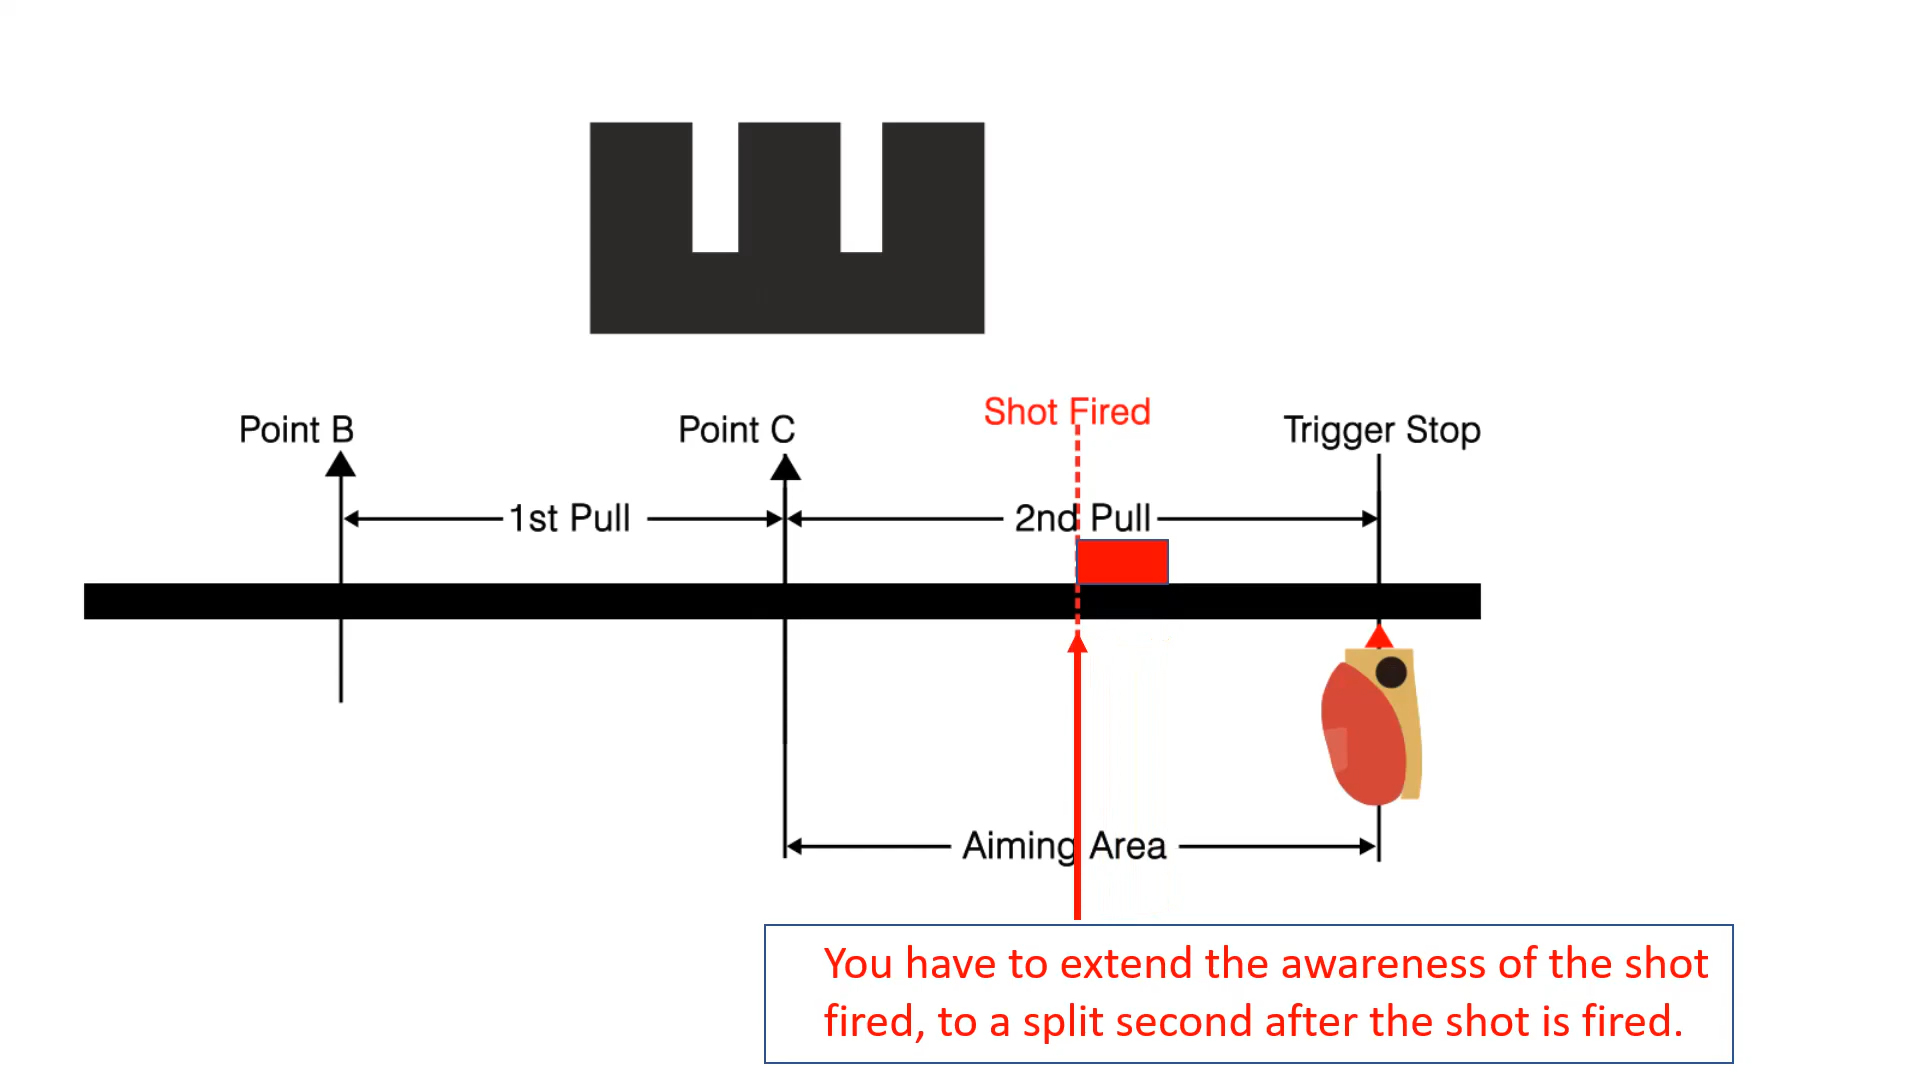 Shot Fired
Point B
Point C
Trigger Stop
1st Pull
2nd Pull
Aiming Area
You have to extend the awareness of the shot
fired, to a split second after the shot is fired.